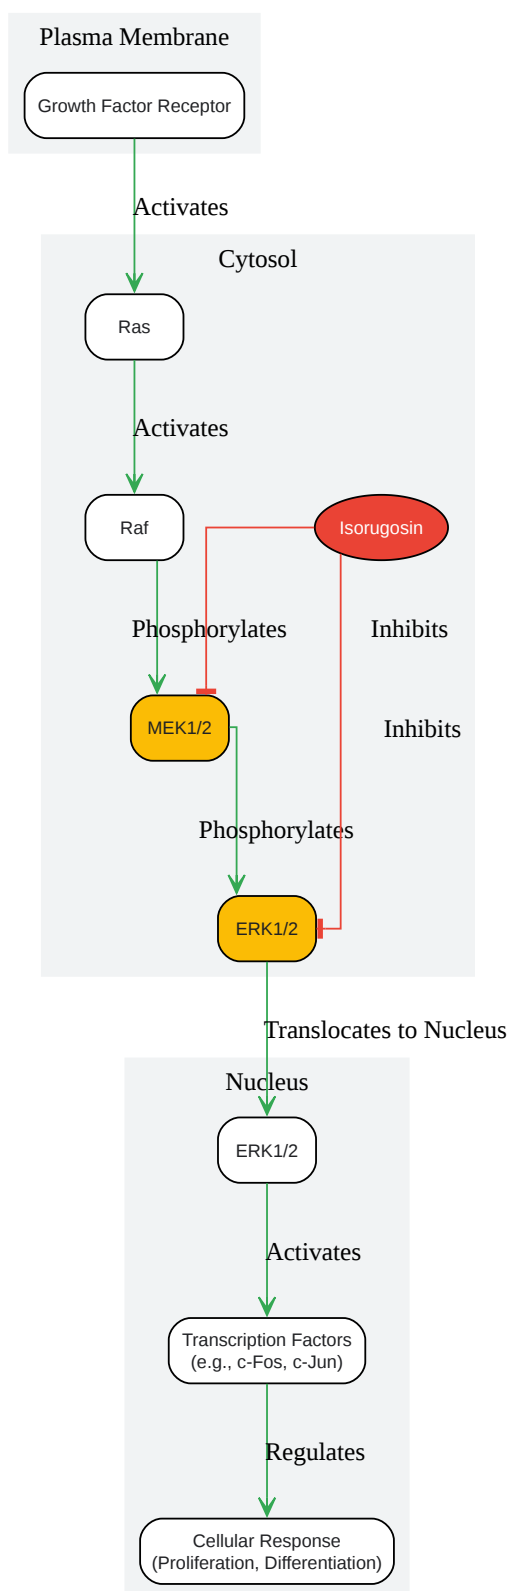 Plasma Membrane
Growth Factor Receptor
Activates
Cytosol
Ras
Activates
Raf
Isorugosin
Phosphorylates
Inhibits
MEK1/2
Inhibits
Phosphorylates
ERK1/2
Translocates to Nucleus
Nucleus
ERK1/2
Activates
Transcription Factors
(e.g., c-Fos, c-Jun)
Regulates
Cellular Response
(Proliferation, Differentiation)